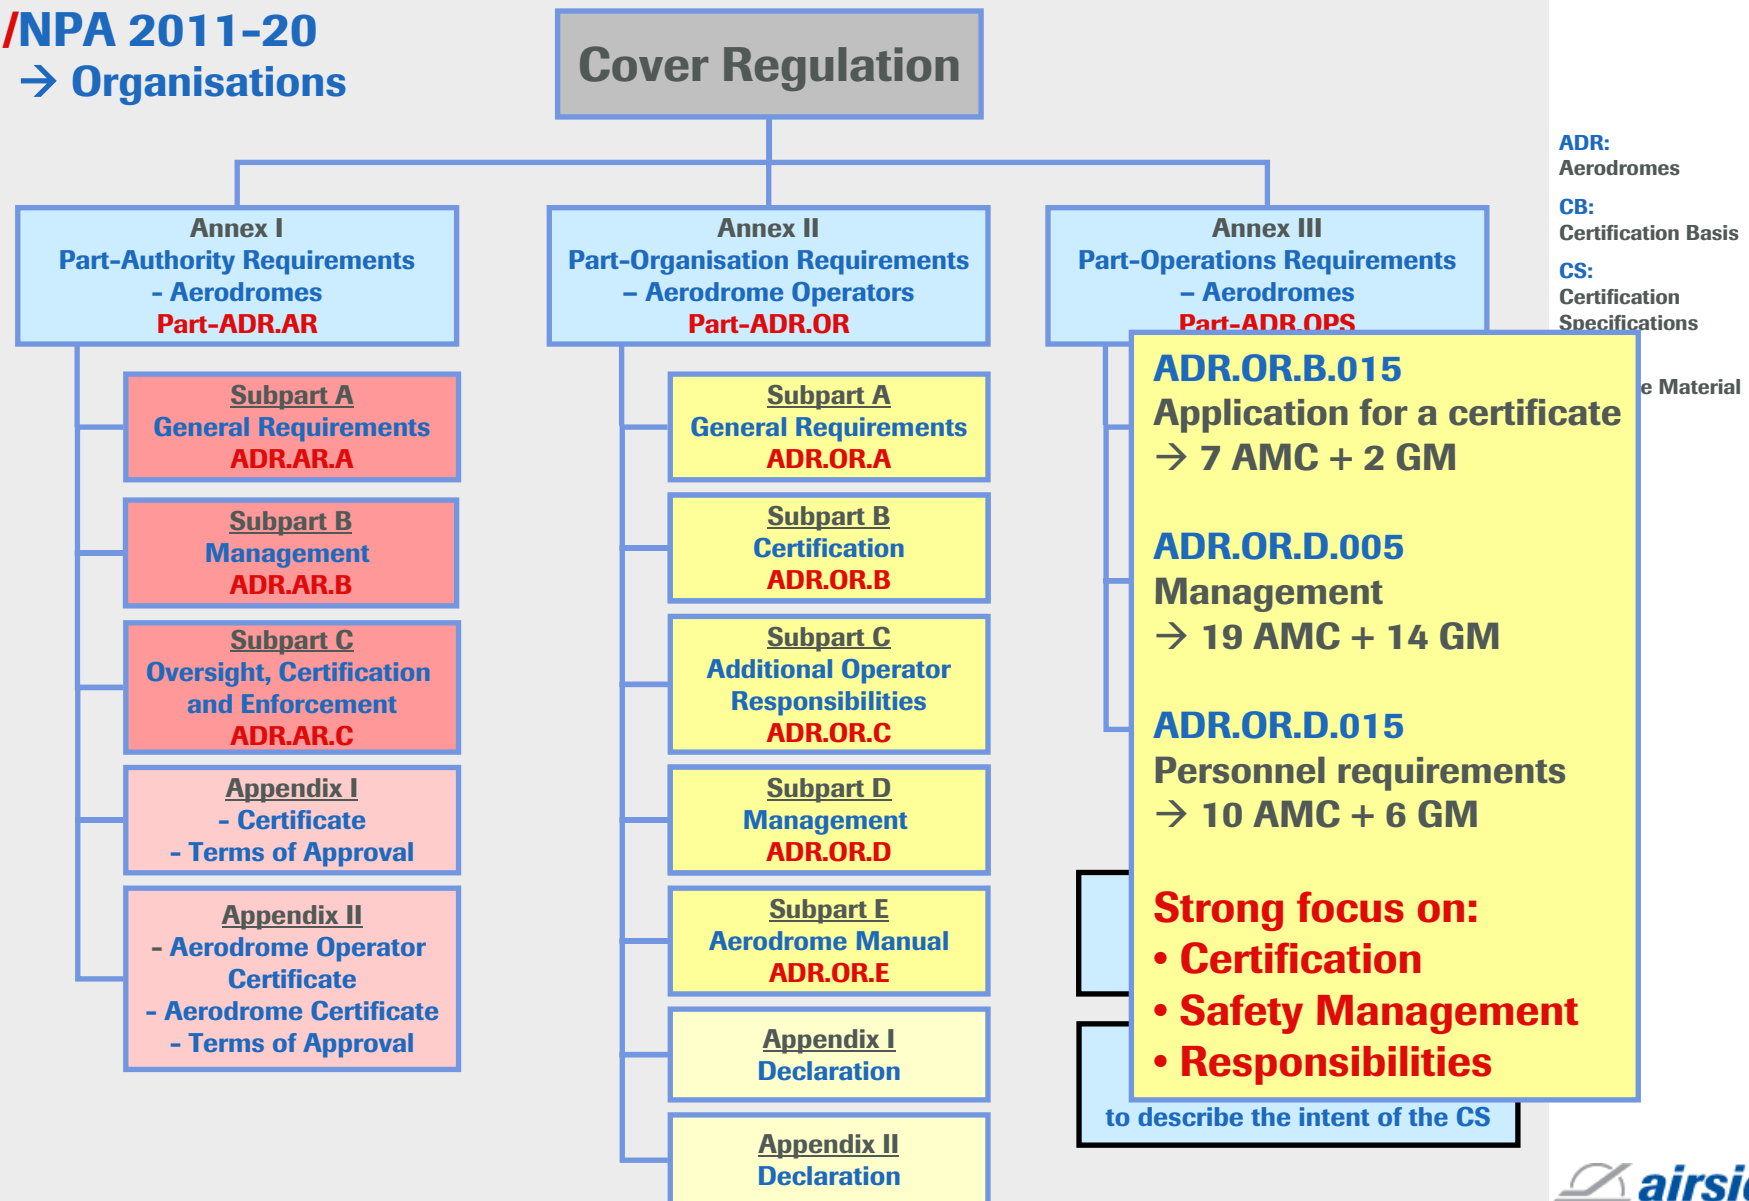 /NPA 2011-20
→ Organisations
Cover Regulation
Annex I
Part-Authority Requirements
- Aerodromes
Part-ADR.AR
Subpart A
General Requirements
ADR.AR.A
Subpart B
Management
ADR.AR.B
Subpart C
Oversight, Certification
and Enforcement
ADR.AR.C
Appendix I
- Certificate
- Terms of Approval
Appendix II
- Aerodrome Operator
Certificate
- Aerodrome Certificate
- Terms of Approval
Annex II
Part-Organisation Requirements
– Aerodrome Operators
Part-ADR.OR
Subpart A
General Requirements
ADR.OR.A
Subpart B
Certification
ADR.OR.B
Subpart C
Additional Operator
Responsibilities
ADR.OR.C
Subpart D
Management
ADR.OR.D
Subpart E
Aerodrome Manual
ADR.OR.E
Appendix I
Declaration
Appendix II
Declaration
Annex III
Part-Operations Requirements
– Aerodromes
Part-ADR.OPS
ADR.OR.B.015
Application for a certificate
→ 7 AMC + 2 GM
ADR.OR.D.005
Management
→ 19 AMC + 14 GM
ADR.OR.D.015
Personnel requirements
→ 10 AMC + 6 GM
Strong focus on:
• Certification
• Safety Management
• Responsibilities
to describe the intent of the CS
ADR:
Aerodromes
CB:
Certification Basis
CS:
Certification
Specifications
e Material
airsi